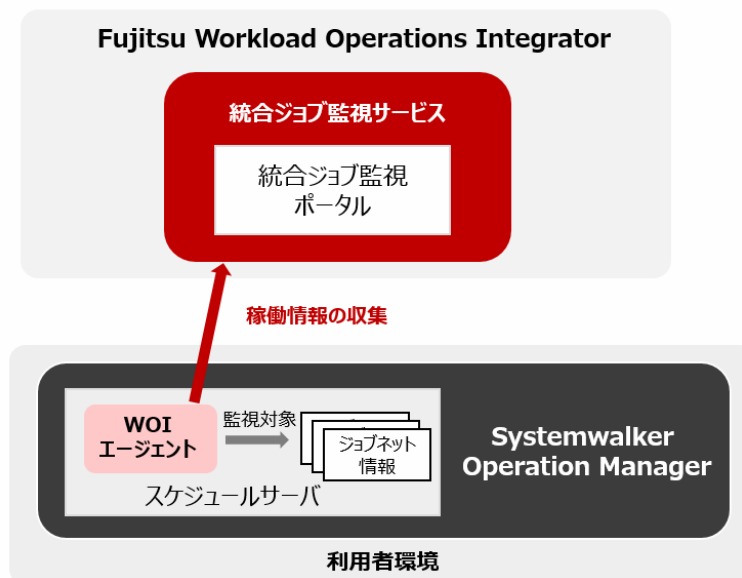 Fujitsu Workload Operations Integrator
統合ジョブ監視サービス
統合ジョブ監視
ポータル
稼働情報の収集
WOI
エージェント
監視対象
ジョブネット
情報
スケジュールサーバ
Systemwalker
Operation Manager
利用者環境